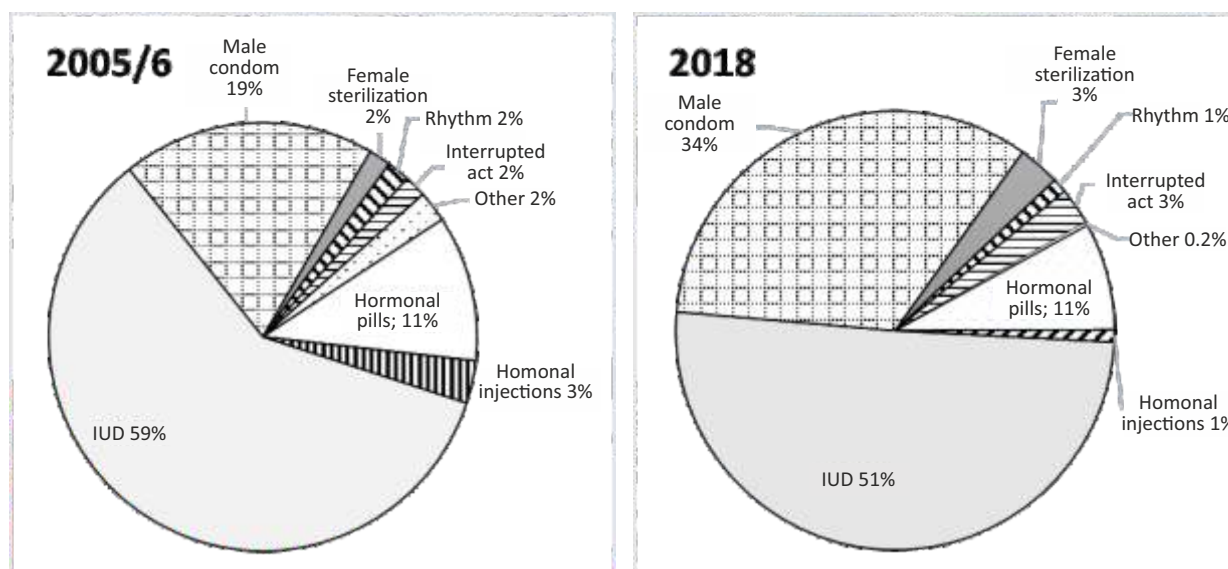 2005/6
Male
condom
19%
Female
sterilization
2%
Rhythm 2%
Interrupted
act 2%
Other 2%
Hormonal
pills; 11%
Homonal
injections 3%
IUD 59%
2018
Male
condom
34%
Female
sterilization
3%
Rhythm 1%
Interrupted
act 3%
Other 0.2%
Hormonal
pills; 11%
Homonal
injections 1%
IUD 51%